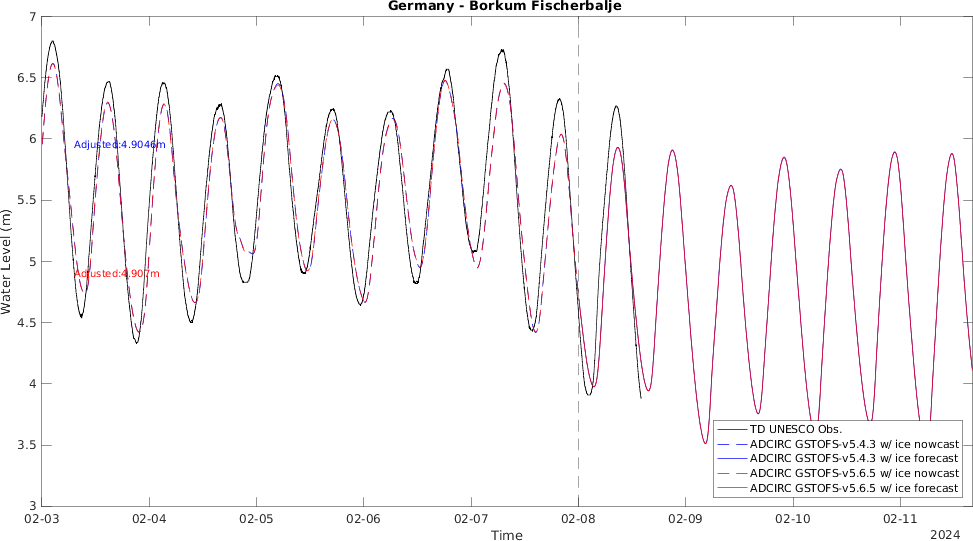 Germany - Borkum Fischerbalje
7
6.5
6
5.5
5
4.5
4
3.5
3
Water Level (m)
Adjusted:4.9046m
Adjusted:4.907m
TD UNESCO Obs.
ADCIRC GSTOFS-v5.4.3 w/ ice nowcast
ADCIRC GSTOFS-v5.4.3 w/ ice forecast
ADCIRC GSTOFS-v5.6.5 w/ ice nowcast
ADCIRC GSTOFS-v5.6.5 w/ ice forecast
02-03 02-04 02-05 02-06 02-07 02-08 02-09 02-10 02-11
Time
2024